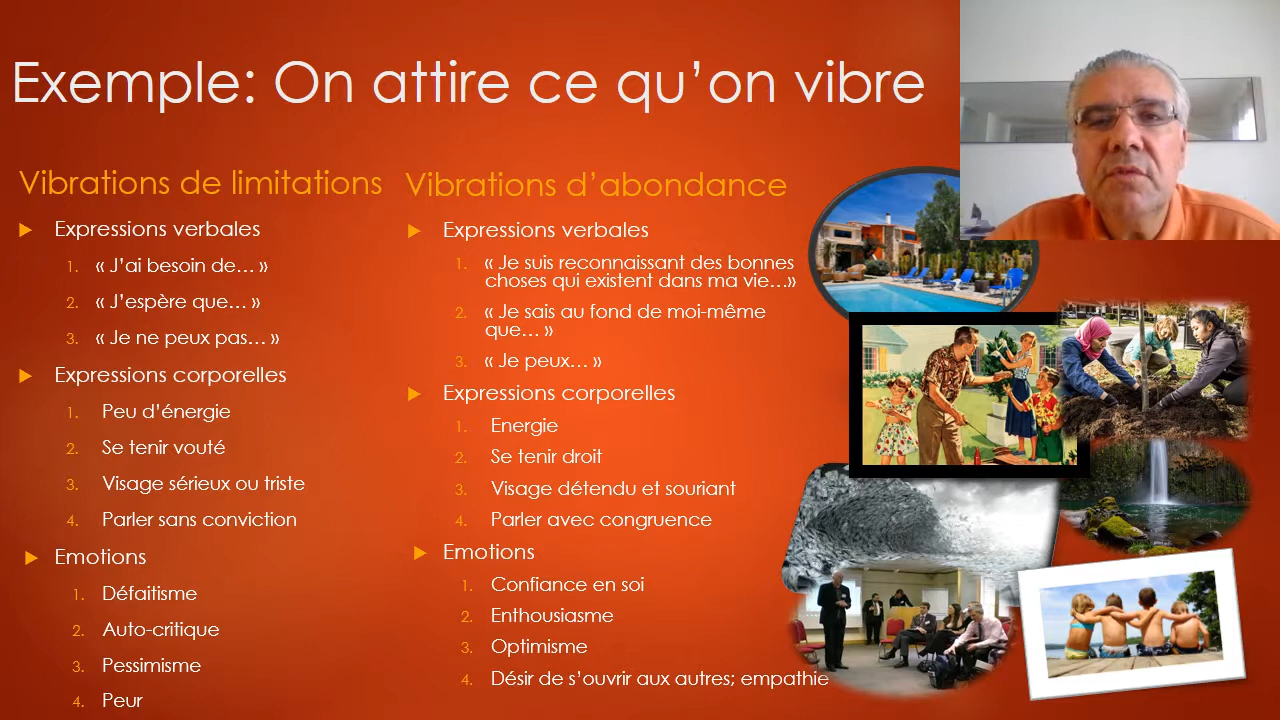 Exemple: On attire ce qu’on vibre
Vibrations de limitations
Expressions verbales
1. « J’ai besoin de… »
2. « J’espère que… »
3. « Je ne peux pas… »
Expressions corporelles
1. Peu d’énergie
2. Se tenir vouté
3. Visage sérieux ou triste
4. Parler sans conviction
Emotions
1. Défaitisme
2. Auto-critique
3. Pessimisme
4. Peur
Vibrations d’abondance
Expressions verbales
1. « Je suis reconnaissant des bonnes
choses qui existent dans ma vie…»
2. « Je sais au fond de moi-même
que… »
3. « Je peux… »
Expressions corporelles
1. Energie
2. Se tenir droit
3. Visage détendu et souriant
4. Parler avec congruence
Emotions
1. Confiance en soi
2. Enthousiasme
3. Optimisme
4. Désir de s’ouvrir aux autres; empathie